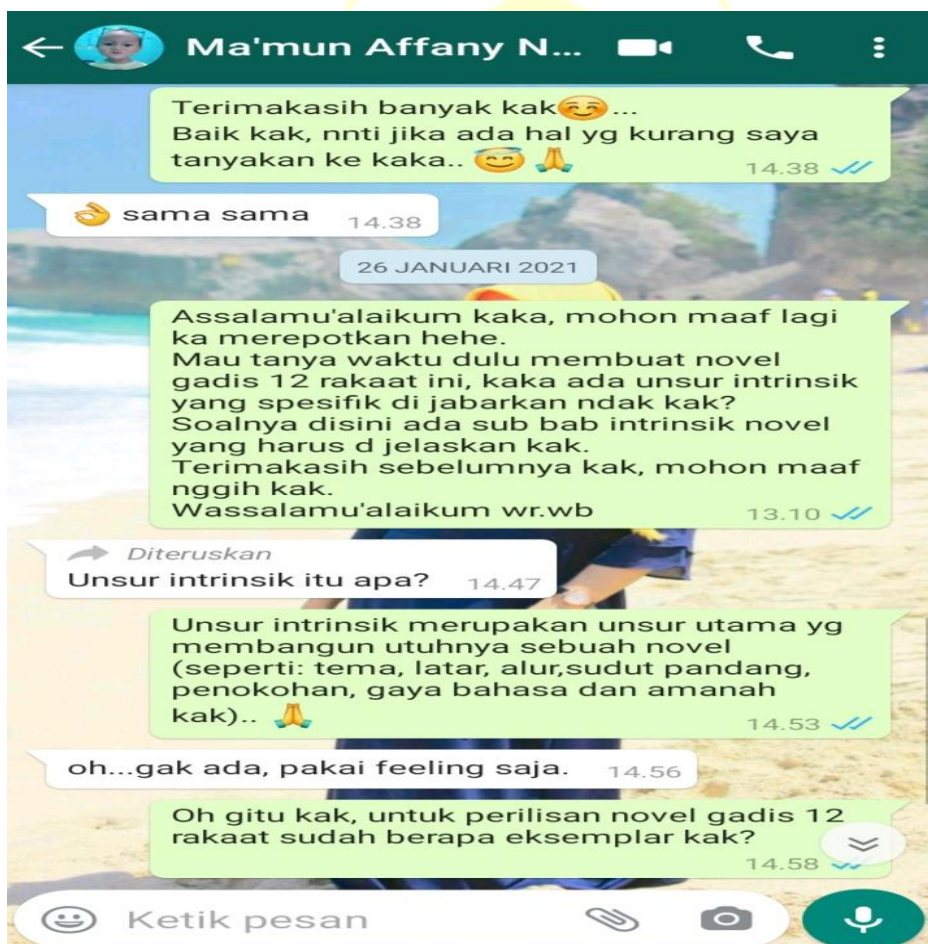 Ma'mun Affany N...
Terimakasih banyak kak😊...
Baik kak, nnti jika ada hal yg kurang saya
tanyakan ke kaka.. 😇🙏
14.38
👌 sama sama 14.38
26 JANUARI 2021
Assalamu'alaikum kaka, mohon maaf lagi
ka merepotkan hehe.
Mau tanya waktu dulu membuat novel
gadis 12 rakaat ini, kaka ada unsur intrinsik
yang spesifik di jabarkan ndak kak?
Soalnya disini ada sub bab intrinsik novel
yang harus d jelaskan kak.
Terimakasih sebelumnya kak, mohon maaf
nggih kak.
Wassalamu'alaikum wr.wb 13.10
Diteruskan
Unsur intrinsik itu apa? 14.47
Unsur intrinsik merupakan unsur utama yg
membangun utuhnya sebuah novel
(seperti: tema, latar, alur,sudut pandang,
penokohan, gaya bahasa dan amanah
kak).. 🙏 14.53
oh...gak ada, pakai feeling saja. 14.56
Oh gitu kak, untuk perilisan novel gadis 12
rakaat sudah berapa eksemplar kak?
14.58
Ketik pesan